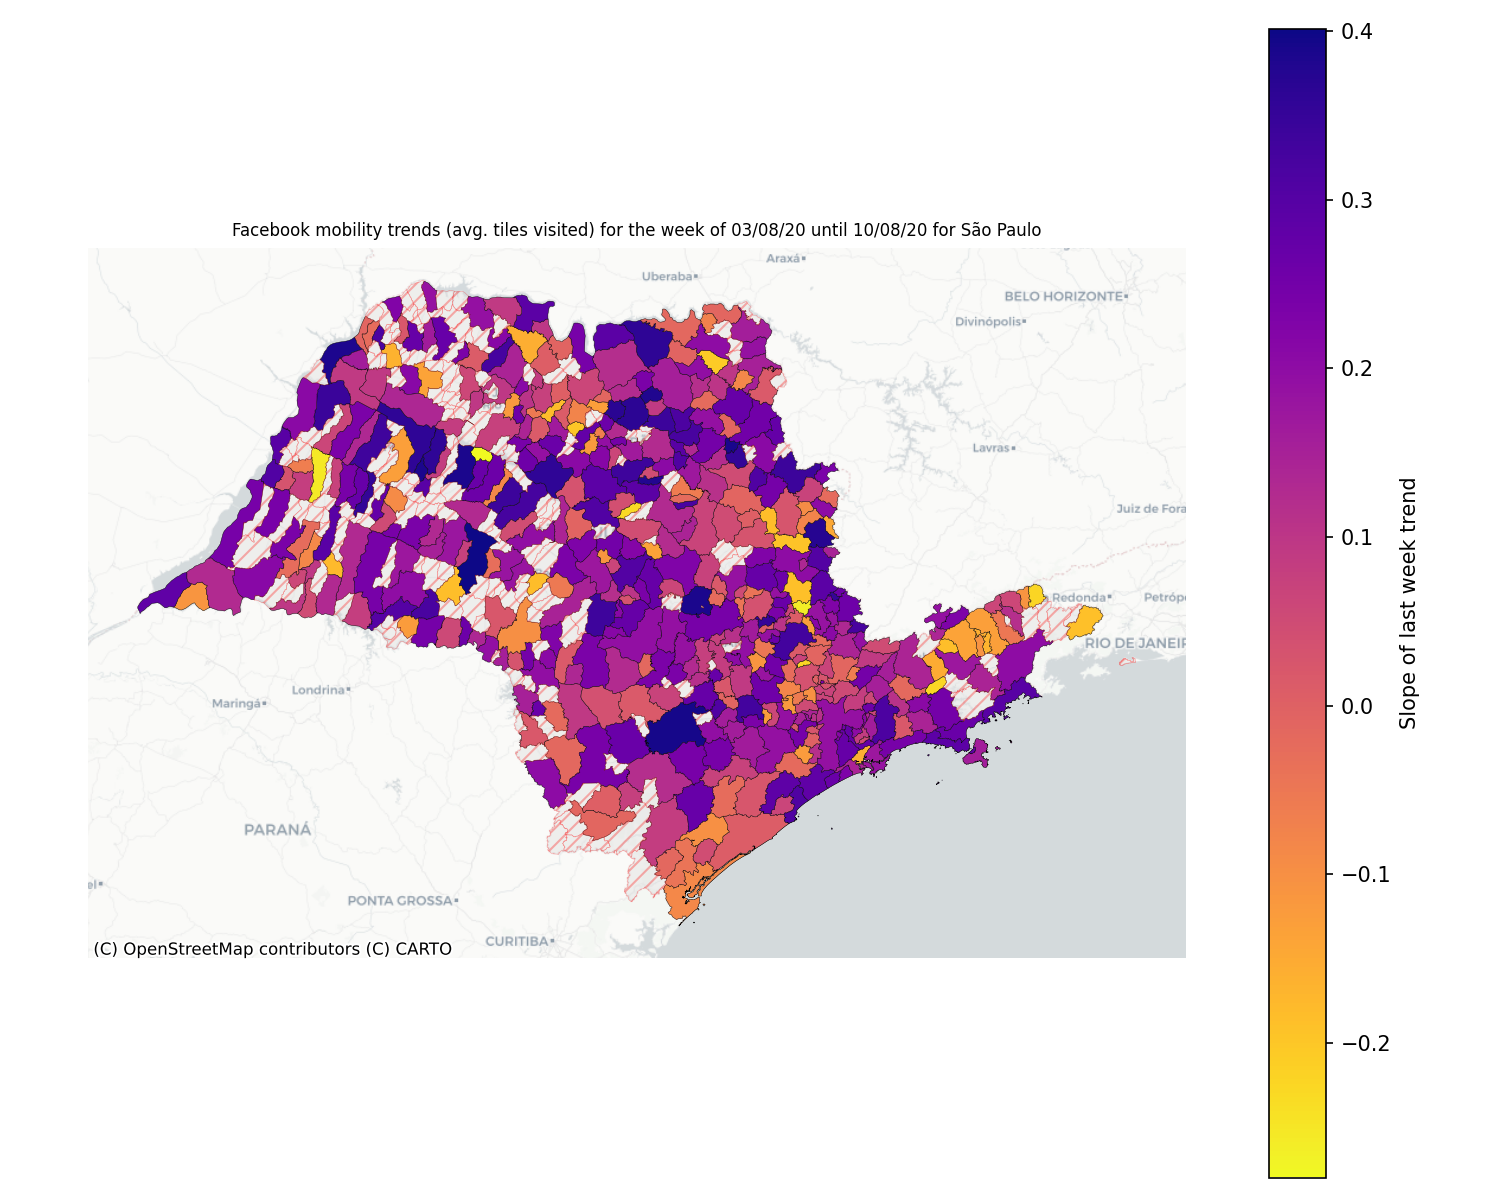 Facebook mobility trends (avg. tiles visited) for the week of 03/08/20 until 10/08/20 for São Paulo
Araxá
Uberaba
BELO HORIZONTE
Divinópolis
Lavras
Juiz de Fora
Redonda
Petróp
RIO DE JANEIR
Londrina
Maringá
PARANÁ
el
PONTA GROSSA
CURITIBA
(C) OpenStreetMap contributors (C) CARTO
0.4
0.3
0.2
0.1
0.0
−0.1
−0.2
Slope of last week trend